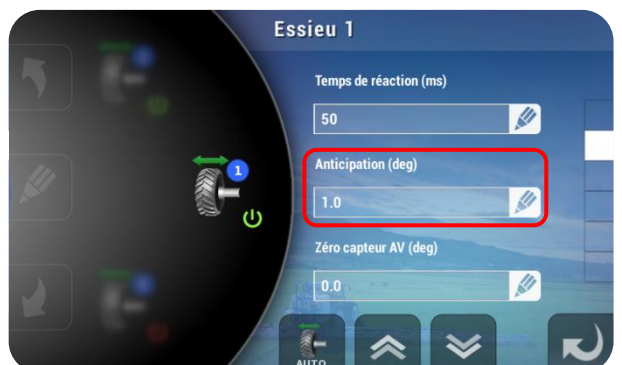 Essieu 1
Temps de réaction (ms)
50
Anticipation (deg)
1
1.0
Zéro capteur AV (deg)
0.0
AUTO